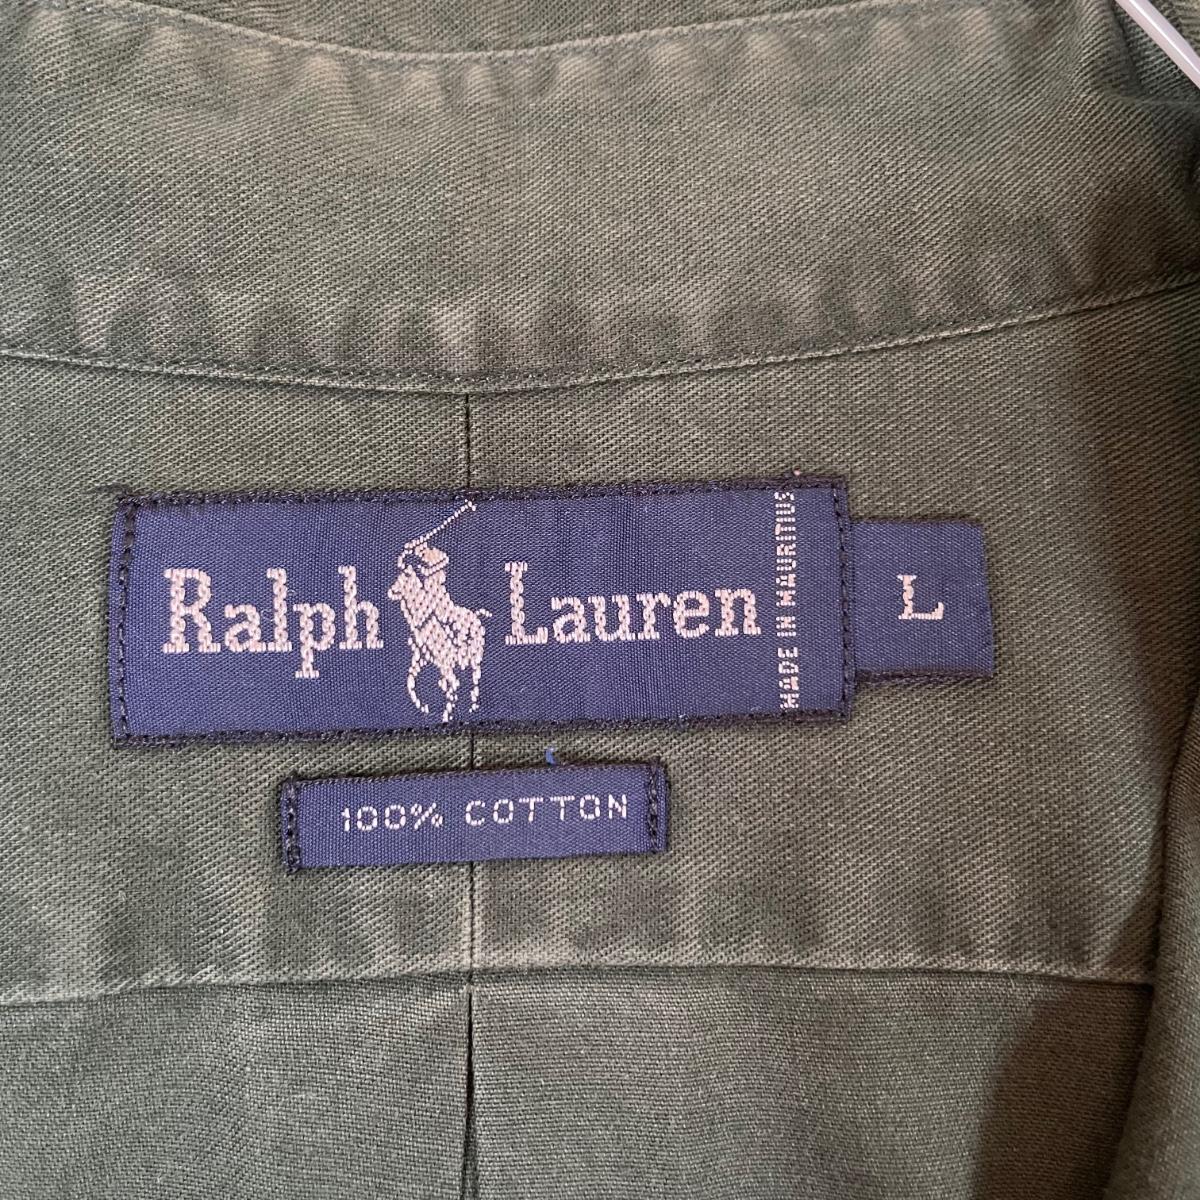 Ralph Lauren
MADE IN MAURITIUS
L
100% COTTON